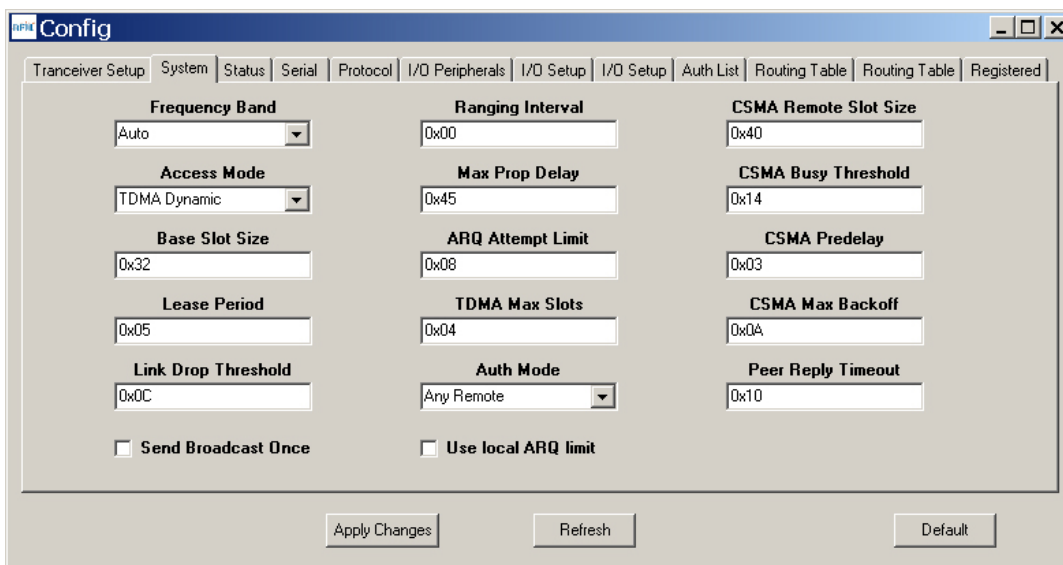 RFM Config
Tranceiver Setup System Status Serial Protocol I/O Peripherals I/O Setup I/O Setup Auth List Routing Table Routing Table Registered
Frequency Band Ranging Interval CSMA Remote Slot Size
Auto 0x00 0x40
Access Mode Max Prop Delay CSMA Busy Threshold
TDMA Dynamic 0x45 0x14
Base Slot Size ARQ Attempt Limit CSMA Predelay
0x32 0x08 0x03
Lease Period TDMA Max Slots CSMA Max Backoff
0x05 0x04 0x0A
Link Drop Threshold Auth Mode Peer Reply Timeout
0x0C Any Remote 0x10
Send Broadcast Once Use local ARQ limit
Apply Changes Refresh Default